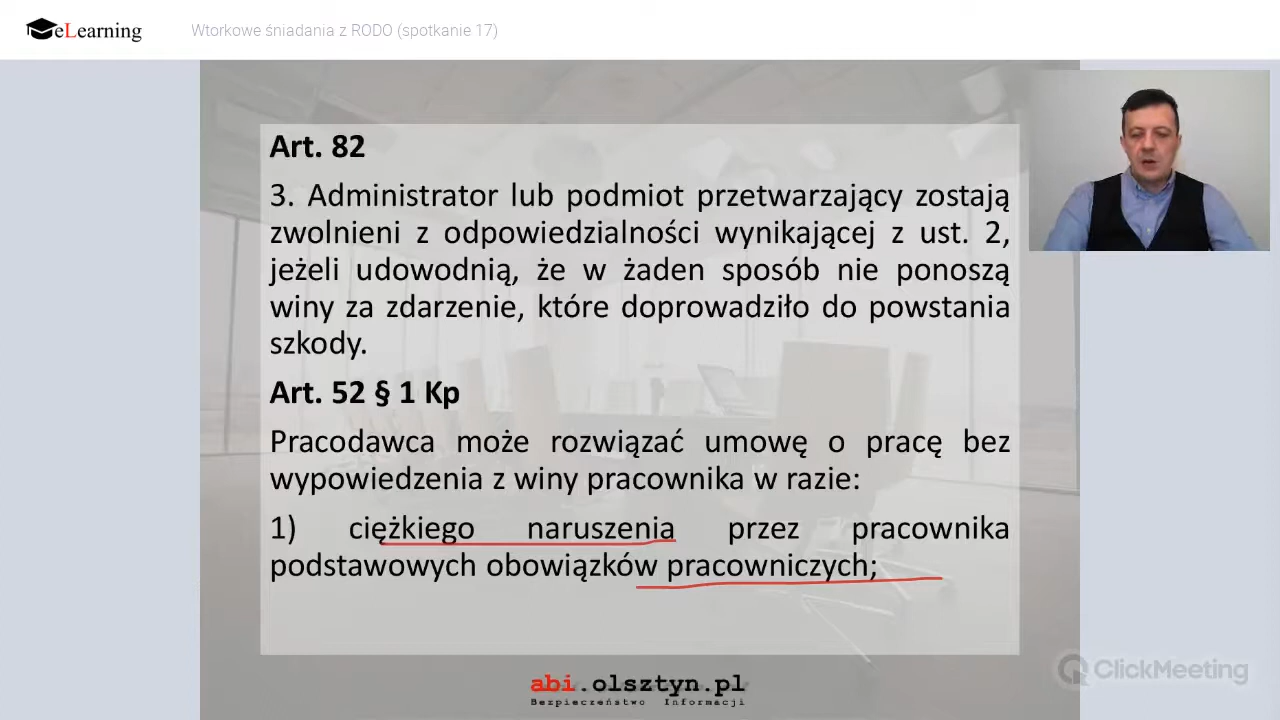 eLearning
Wtorkowe śniadania z RODO (spotkanie 17)
Art. 82
3. Administrator lub podmiot przetwarzający zostają
zwolnieni z odpowiedzialności wynikającej z ust. 2,
jeżeli udowodnią, że w żaden sposób nie ponoszą
winy za zdarzenie, które doprowadziło do powstania
szkody.
Art. 52 § 1 Kp
Pracodawca może rozwiązać umowę o pracę bez
wypowiedzenia z winy pracownika w razie:
1) ciężkiego naruszenia przez pracownika
podstawowych obowiązków pracowniczych;
abi.olsztyn.pl
Bezpieczeństwo Informacji
ClickMeeting